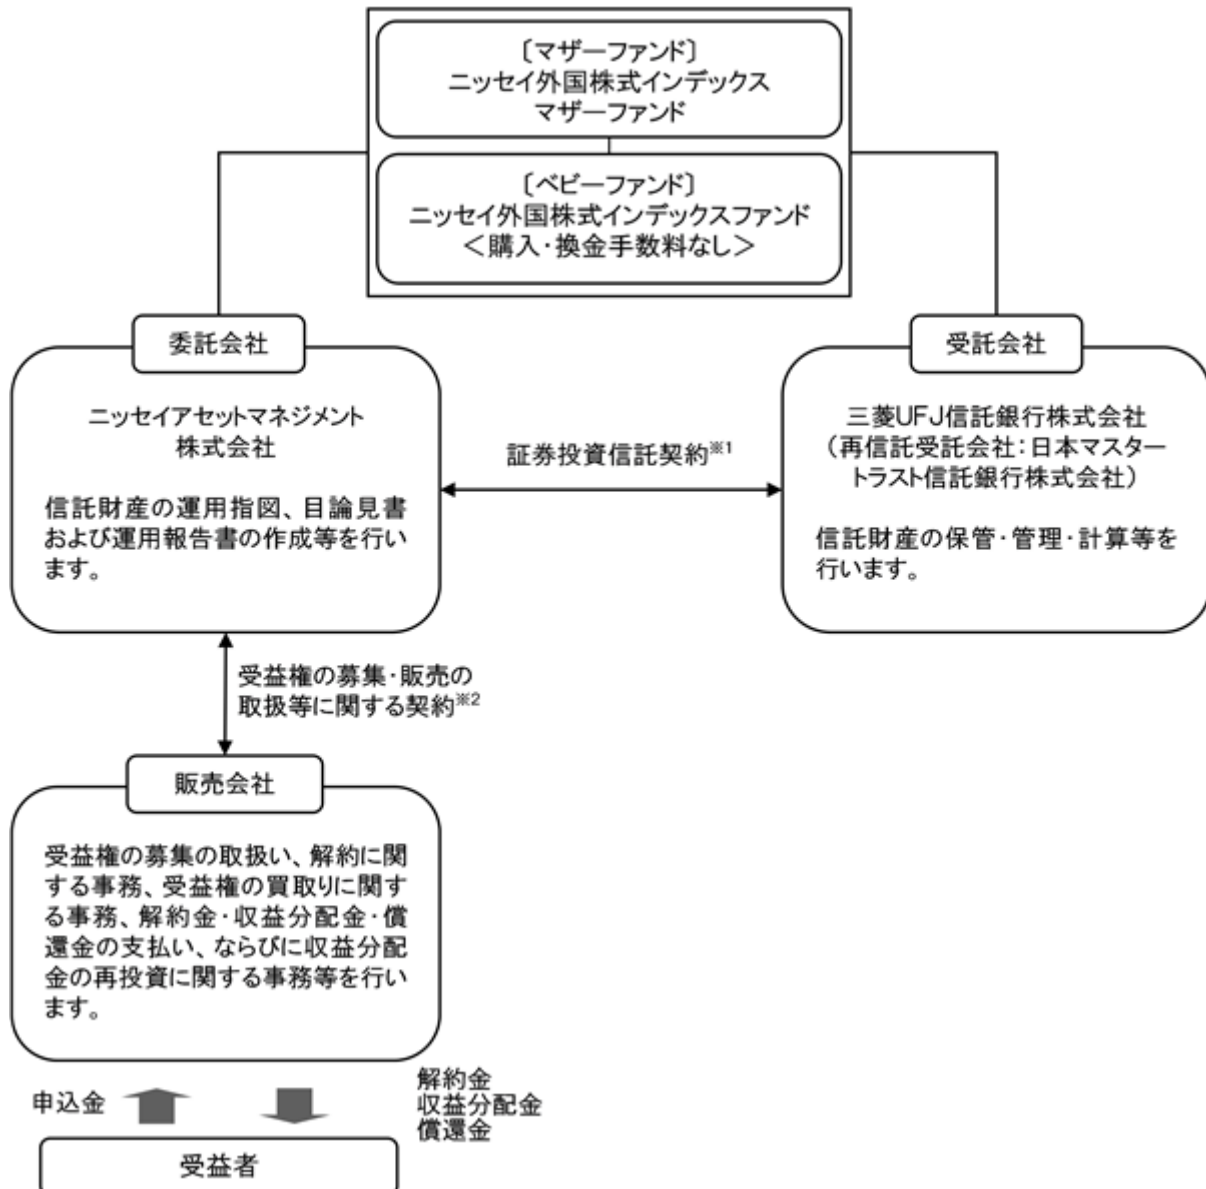 〔マザーファンド〕
ニッセイ外国株式インデックス
マザーファンド
〔ベビーファンド〕
ニッセイ外国株式インデックスファンド
＜購入・換金手数料なし＞
委託会社
ニッセイアセットマネジメント
株式会社
信託財産の運用指図、目論見書
および運用報告書の作成等を行い
ます。
証券投資信託契約※1
受託会社
三菱UFJ信託銀行株式会社
（再信託受託会社：日本マスター
トラスト信託銀行株式会社）
信託財産の保管・管理・計算等を
行います。
受益権の募集・販売の
取扱等に関する契約※2
販売会社
受益権の募集の取扱い、解約に関
する事務、受益権の買取りに関す
る事務、解約金・収益分配金・償
還金の支払い、ならびに収益分配
金の再投資に関する事務等を行い
ます。
申込金
解約金
収益分配金
償還金
受益者